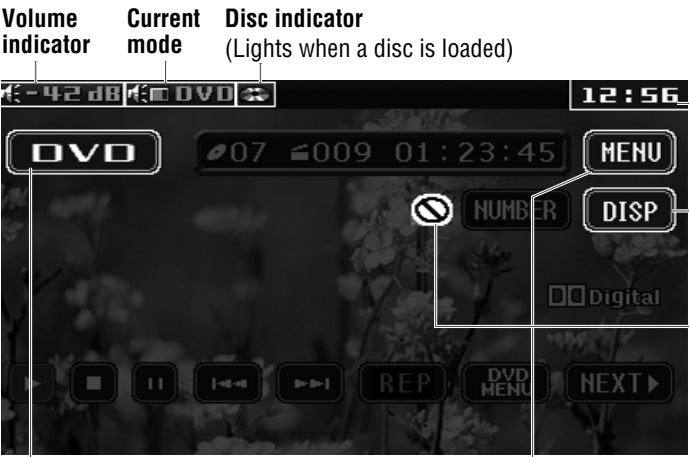 Volume indicator
Current mode
Disc indicator
(Lights when a disc is loaded)
-42 dB DVD 12:56
DVD 07 009 01:23:45 MENU
NUMBER DISP
Digital
REP DVD MENU NEXT